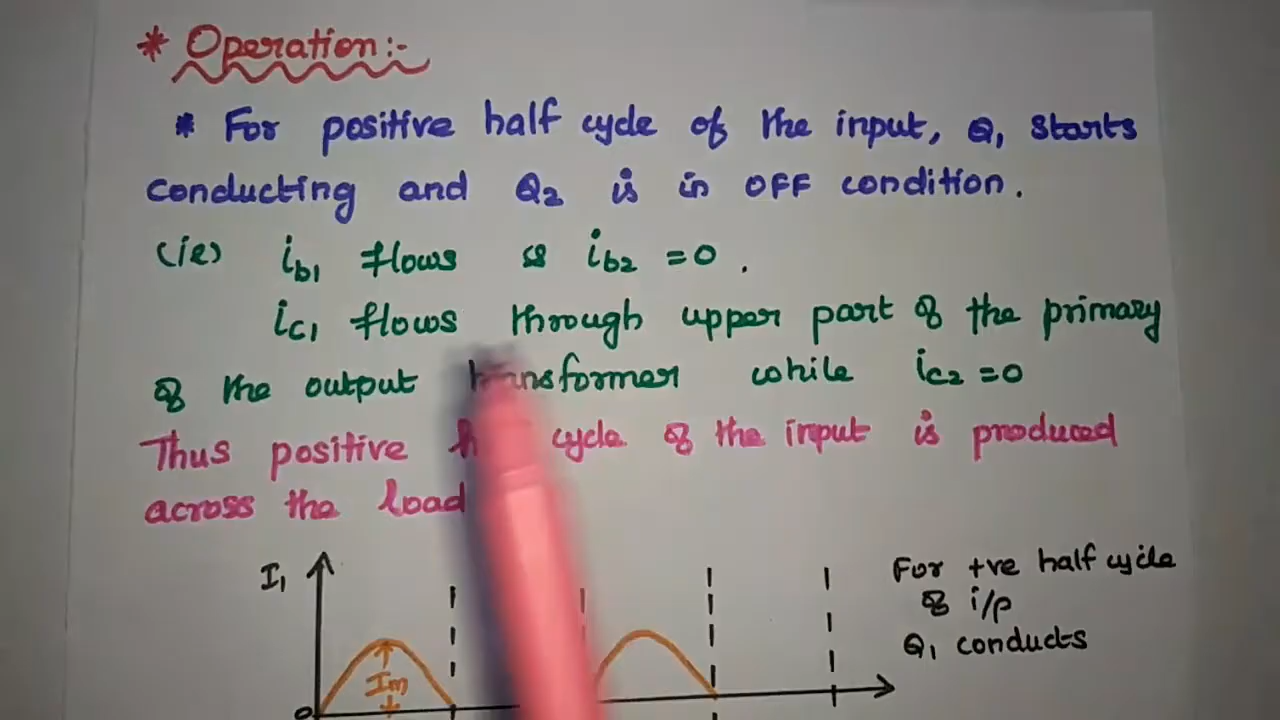 * Operation:-
* For positive half cycle of the input, Q1 starts
conducting and Q2 is in OFF condition.
(ie) ib1 flows & ib2 = 0.
ic1 flows through upper part of the primary
of the output transformer while ic2 = 0
Thus positive cycle of the input is produced
across the load
I1
Im
0
For +ve half cycle
of i/p
Q1 conducts